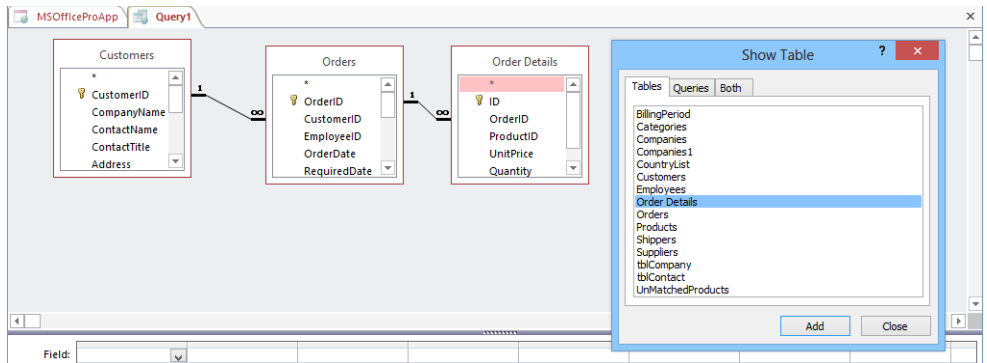 MSOfficeProApp
Query1
Customers
*
CustomerID
CompanyName
ContactName
ContactTitle
Address
1
∞
Orders
*
OrderID
CustomerID
EmployeeID
OrderDate
RequiredDate
1
∞
Order Details
*
ID
OrderID
ProductID
UnitPrice
Quantity
Show Table
?
Tables Queries Both
BillingPeriod
Categories
Companies
Companies1
CountryList
Customers
Employees
Order Details
Orders
Products
Shippers
Suppliers
tblCompany
tblContact
UnMatchedProducts
Add Close
Field: